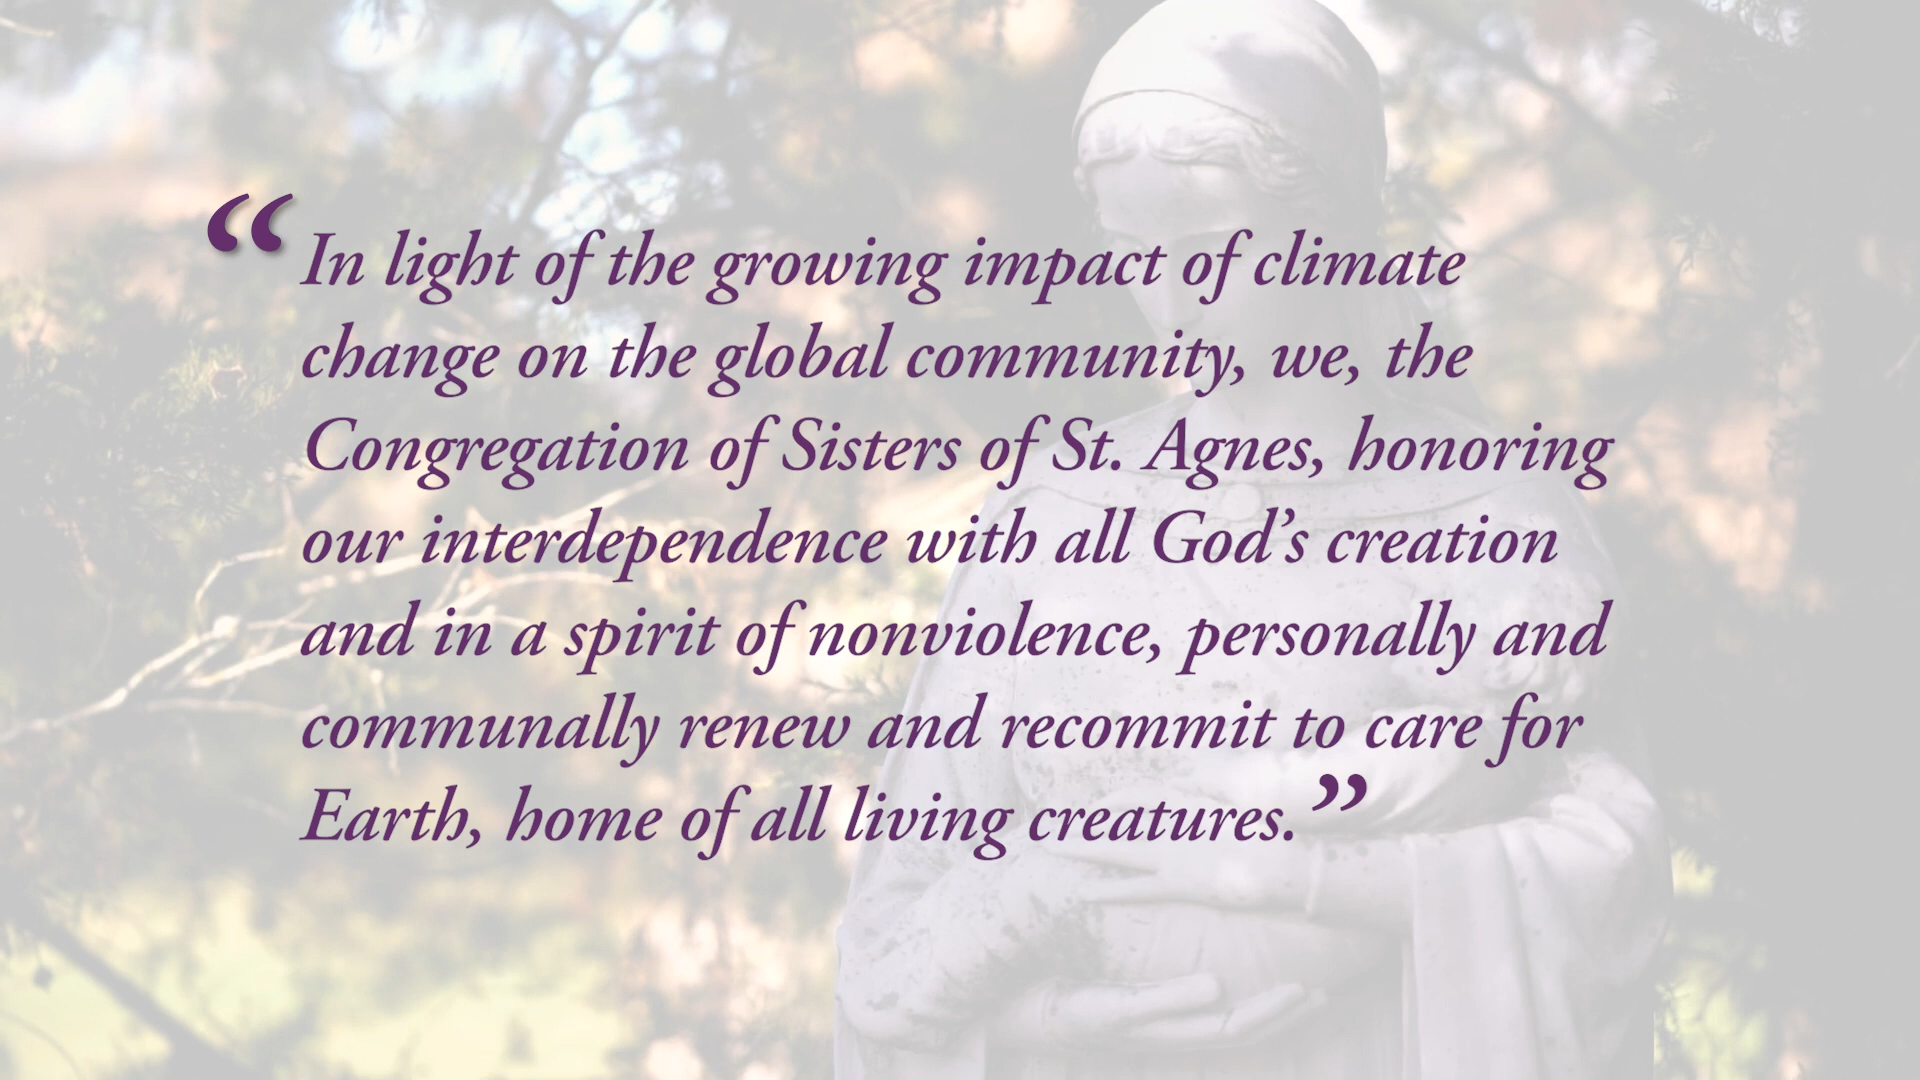 “In light of the growing impact of climate
change on the global community, we, the
Congregation of Sisters of St. Agnes, honoring
our interdependence with all God’s creation
and in a spirit of nonviolence, personally and
communally renew and recommit to care for
Earth, home of all living creatures.”